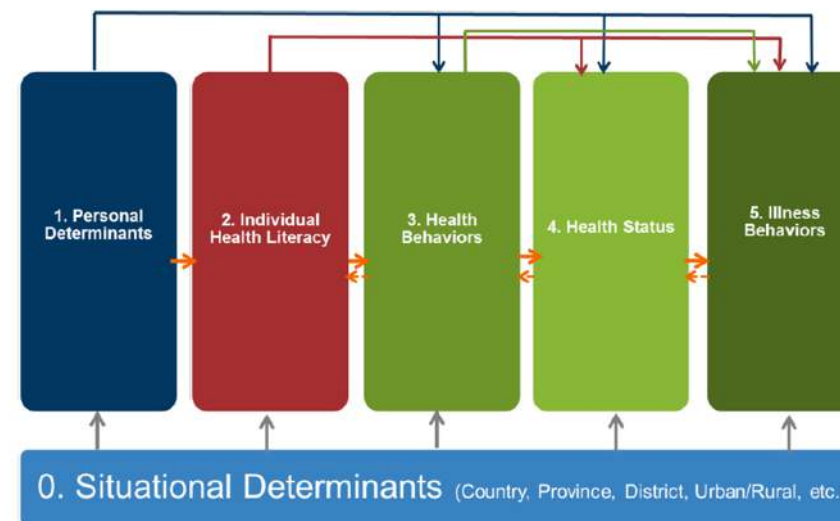 1. Personal
Determinants
2. Individual
Health Literacy
3. Health
Behaviors
4. Health Status
5. Illness
Behaviors
0. Situational Determinants (Country, Province, District, Urban/Rural, etc.